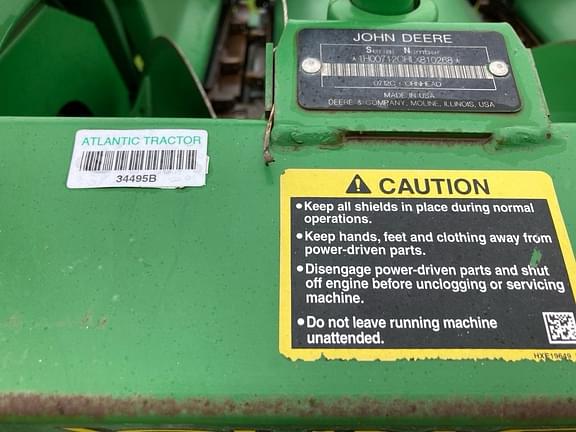 JOHN DEERE
Serial Number
0712C CORNHEAD
MADE IN USA
DEERE & COMPANY, MOLINE, ILLINOIS, USA
ATLANTIC TRACTOR
34495B
CAUTION
• Keep all shields in place during normal
operations.
• Keep hands, feet and clothing away from
power-driven parts.
• Disengage power-driven parts and shut
off engine before unclogging or servicing
machine.
• Do not leave running machine
unattended.
HXE19649